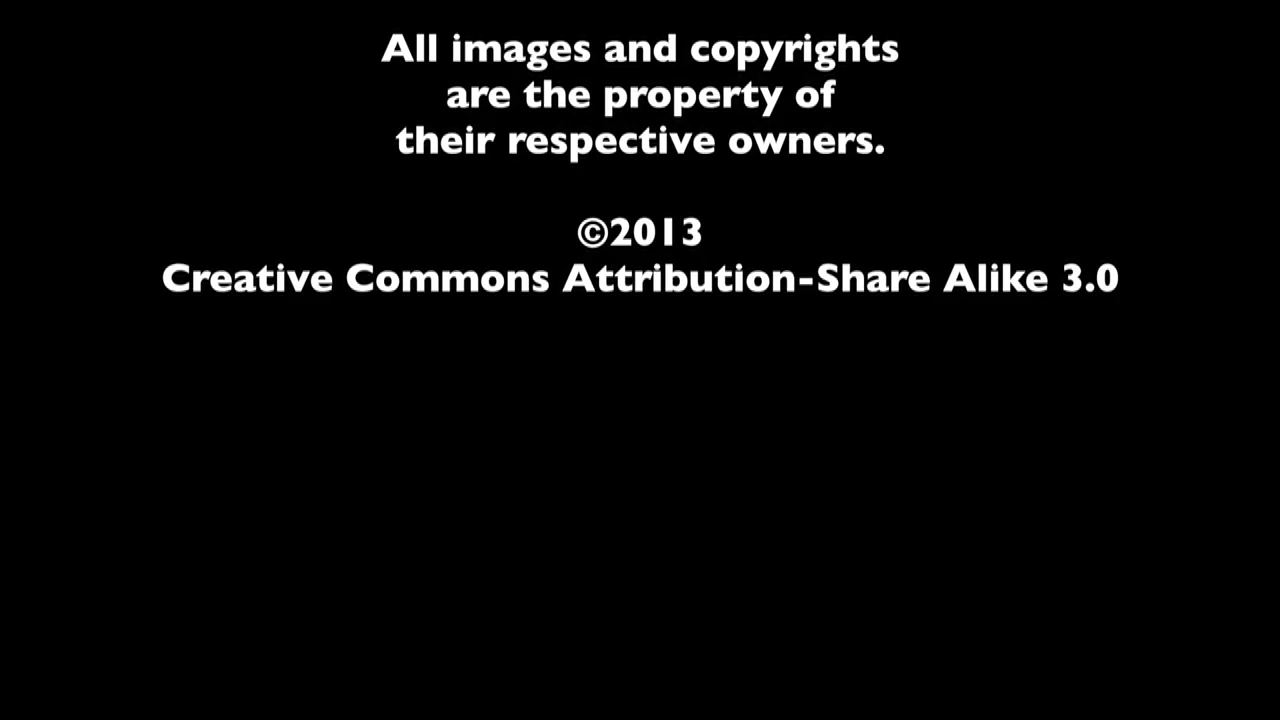 All images and copyrights
are the property of
their respective owners.
©2013
Creative Commons Attribution-Share Alike 3.0